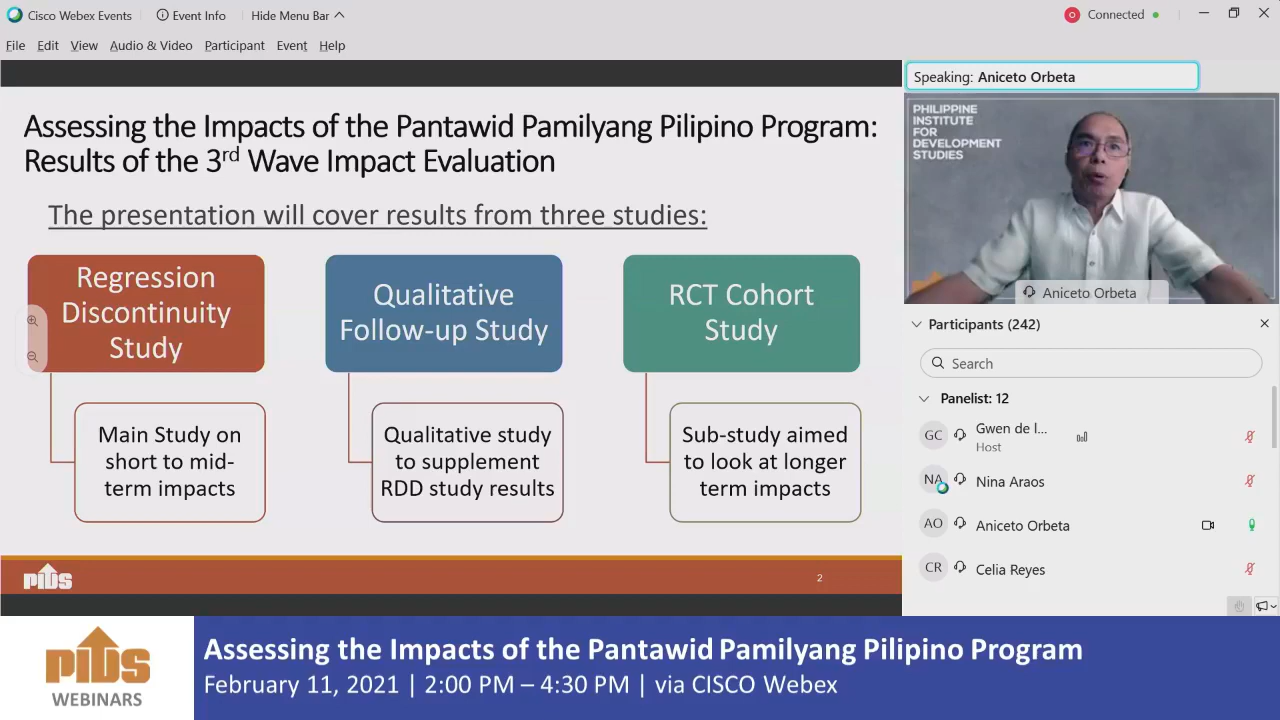 Cisco Webex Events
Event Info
Hide Menu Bar
Connected
File Edit View Audio & Video Participant Event Help
Assessing the Impacts of the Pantawid Pamilyang Pilipino Program:
Results of the 3rd Wave Impact Evaluation
The presentation will cover results from three studies:
Regression
Discontinuity
Study
Main Study on
short to mid-
term impacts
Qualitative
Follow-up Study
Qualitative study
to supplement
RDD study results
RCT Cohort
Study
Sub-study aimed
to look at longer
term impacts
PIDS
2
Speaking: Aniceto Orbeta
PHILIPPINE
INSTITUTE
FOR
DEVELOPMENT
STUDIES
Aniceto Orbeta
Participants (242)
Search
Panelist: 12
GC Gwen de l...
Host
NA Nina Araos
AO Aniceto Orbeta
CR Celia Reyes
PIDS
WEBINARS
Assessing the Impacts of the Pantawid Pamilyang Pilipino Program
February 11, 2021 | 2:00 PM – 4:30 PM | via CISCO Webex